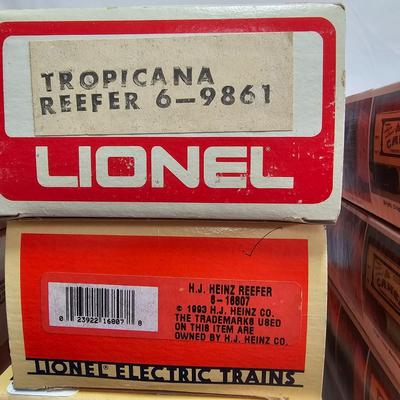 TROPICANA
REEFER 6-9861
LIONEL
H.J. HEINZ REEFER
6-16807
© 1993 H.J. HEINZ CO.
THE TRADEMARKS USED
ON THIS ITEM ARE
OWNED BY H.J. HEINZ CO.
0 23922 16807 8
LIONEL® ELECTRIC TRAINS